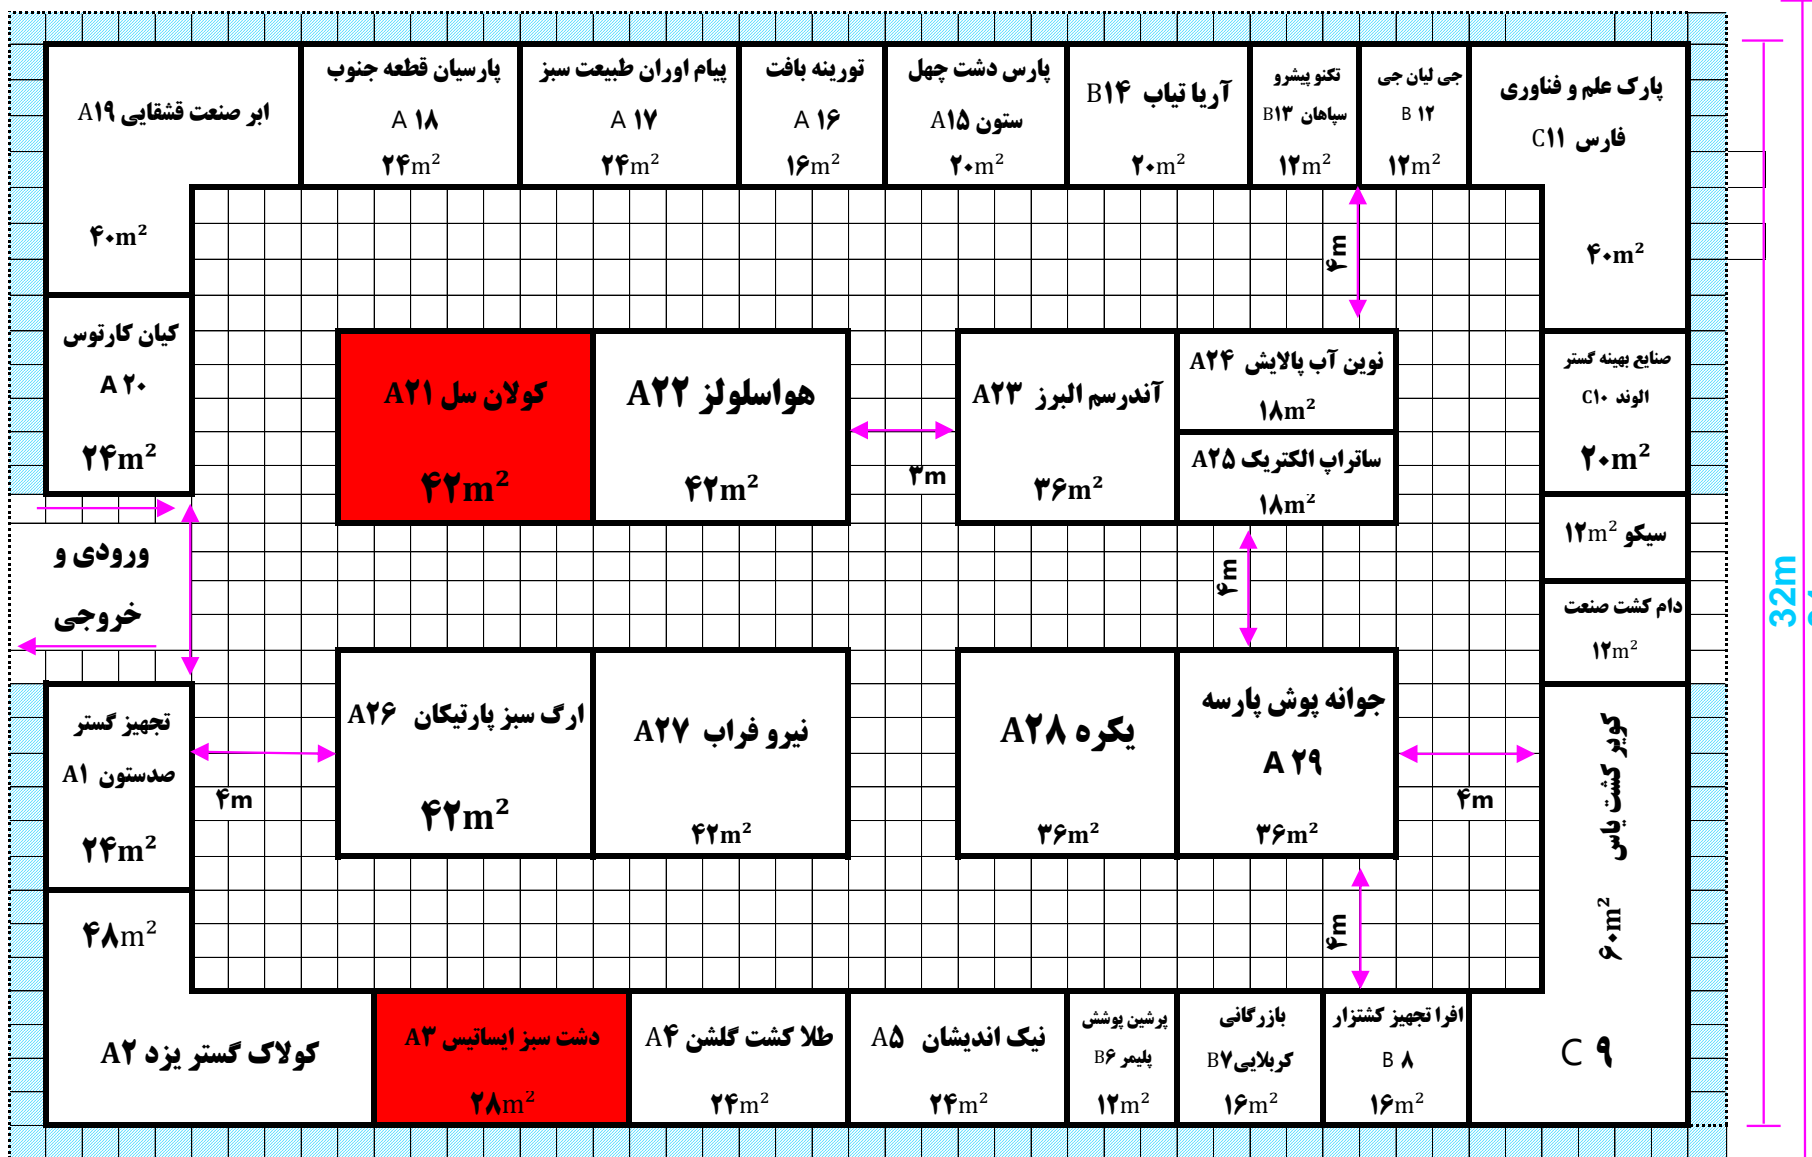 ابر صنعت قشقایی A۱۹
۴۰m²
پارسیان قطعه جنوب
A ۱۸
۲۴m²
پیام اوران طبیعت سبز
A ۱۷
۲۴m²
تورینه بافت
A ۱۶
۱۶m²
پارس دشت چهل
ستون A۱۵
۲۰m²
آریا تیاب B۱۴
۲۰m²
تکنو پیشرو
سپاهان B۱۳
۱۲m²
جی لیان جی
B ۱۲
۱۲m²
پارک علم و فناوری
فارس C۱۱
۴۰m²
کیان کارتوس
A ۲۰
۲۴m²
کولان سل A۲۱
۴۲m²
هواسلولز A۲۲
۴۲m²
۳m
آندرسم البرز A۲۳
۳۶m²
نوین آب پالایش A۲۴
۱۸m²
ساتراپ الکتریک A۲۵
۱۸m²
۴m
صنایع بهینه گستر
الوند C۱۰
۲۰m²
سیکو ۱۲m²
دام کشت صنعت
۱۲m²
ورودی و
خروجی
۴m
32m
تجهیز گستر
صدستون A۱
۲۴m²
۴m
ارگ سبز پارتیکان A۲۶
۴۲m²
نیرو فراب A۲۷
۴۲m²
یکره A۲۸
۳۶m²
جوانه پوش پارسه
A ۲۹
۳۶m²
۴m
کویر کشت یاس ۶۰m²
C ۹
۴m
۴۸m²
کولاک گستر یزد A۲
دشت سبز ایساتیس A۳
۲۸m²
طلا کشت گلشن A۴
۲۴m²
نیک اندیشان A۵
۲۴m²
پرشین پوشش
پلیمر B۶
۱۲m²
بازرگانی
کربلایی B۷
۱۶m²
افرا تجهیز کشتزار
B ۸
۱۶m²